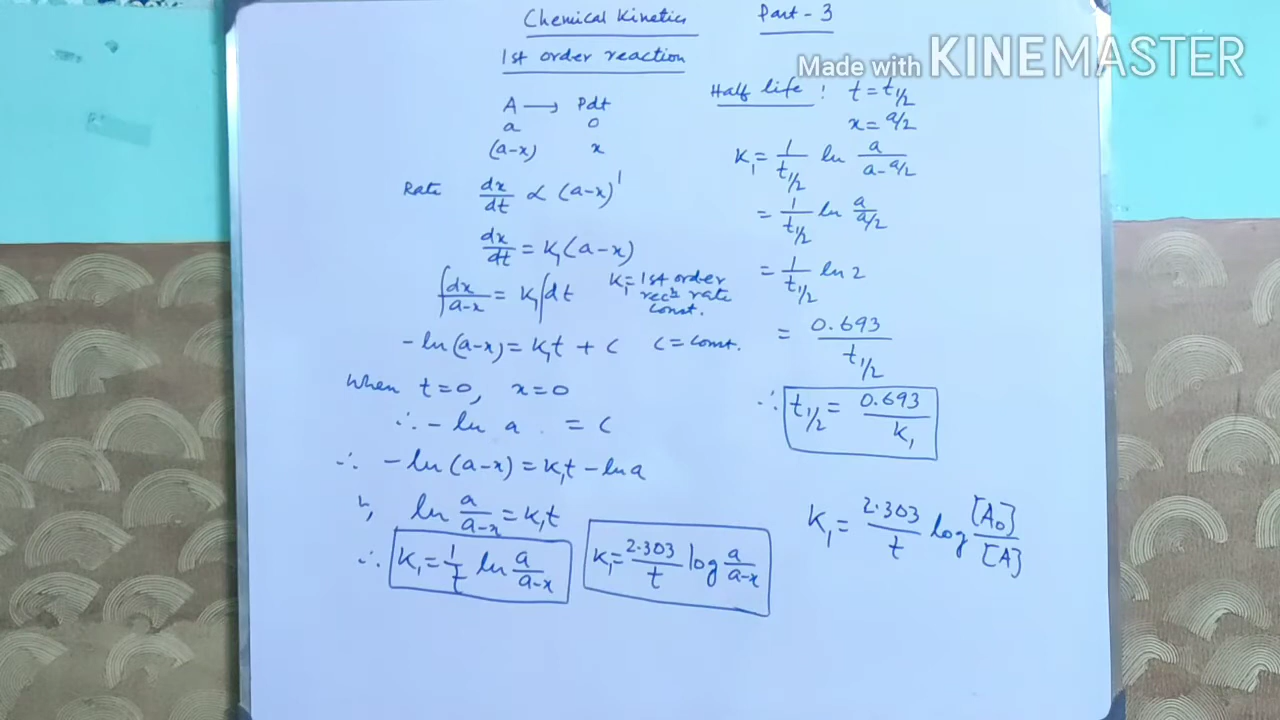 Chemical Kinetics Part - 3
1st order reaction
A ⟶ Pdt
a 0
(a-x) x
Rate dx/dt ∝ (a-x)¹
dx/dt = K₁(a-x)
∫dx/a-x = K₁∫dt K₁= 1st order
recⁿ rate
const.
-ln(a-x) = K₁t + C C = const.
When t=0, x=0
∴ - ln a = C
∴ -ln(a-x) = K₁t - ln a
ln a/a-x = K₁t
∴ K₁ = 1/t ln a/a-x
K₁ = 2.303/t log a/a-x
Made with KINEMASTER
Half life : t = t1/2
x = a/2
K₁ = 1/t1/2 ln a/a-a/2
= 1/t1/2 ln a/a/2
= 1/t1/2 ln 2
= 0.693/t1/2
∴ t1/2 = 0.693/K₁
K₁ = 2.303/t log [A₀]/[A]